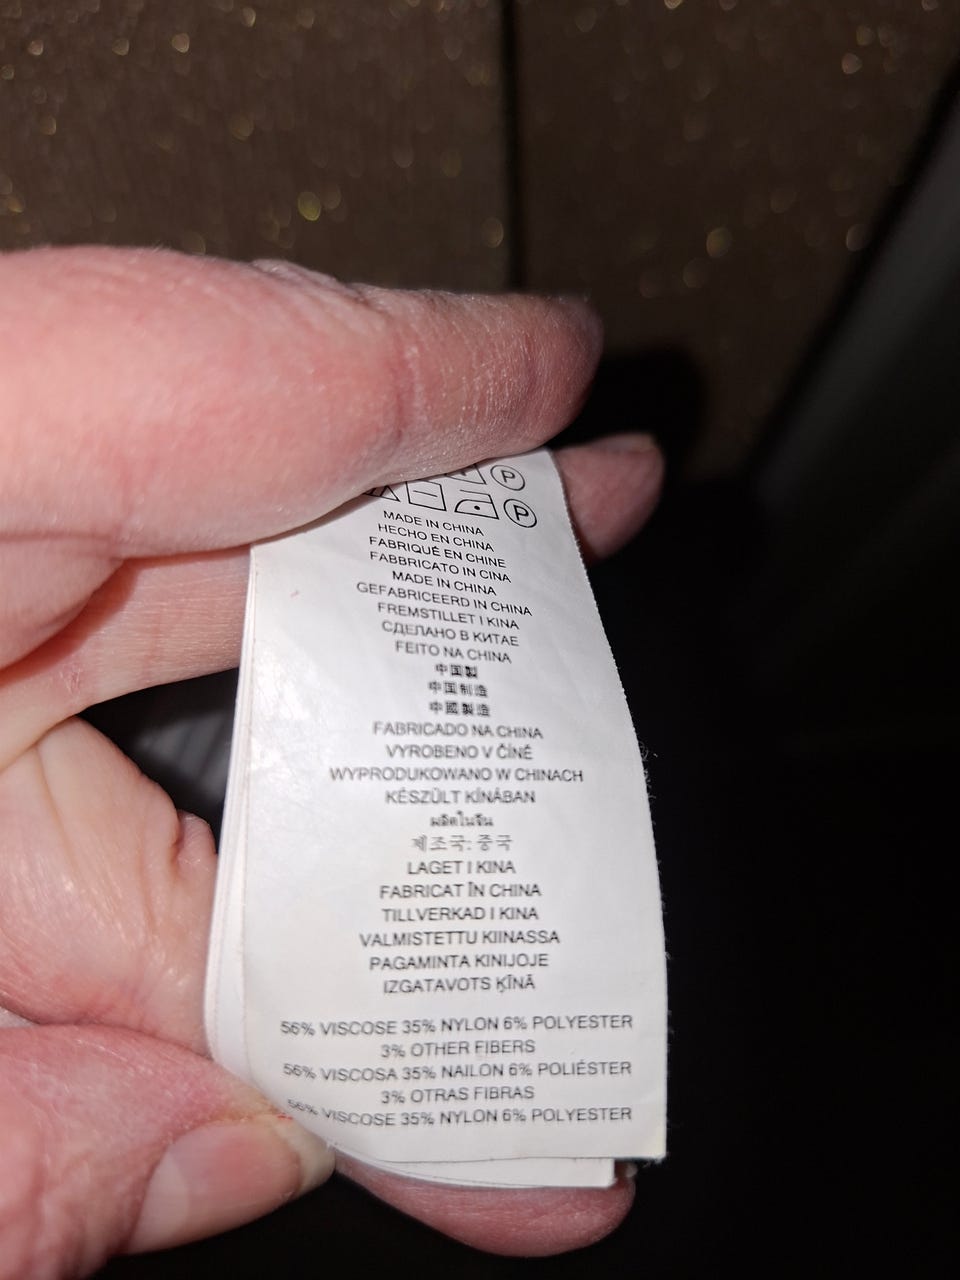 P
P
MADE IN CHINA
HECHO EN CHINA
FABRIQUÉ EN CHINE
FABBRICATO IN CINA
MADE IN CHINA
GEFABRICEERD IN CHINA
FREMSTILLET I KINA
СДЕЛАНО В КИТАЕ
FEITO NA CHINA
中国製
中国制造
中國製造
FABRICADO NA CHINA
VYROBENO V ČÍNĚ
WYPRODUKOWANO W CHINACH
KÉSZÜLT KÍNÁBAN
ผลิตในจีน
제조국: 중국
LAGET I KINA
FABRICAT ÎN CHINA
TILLVERKAD I KINA
VALMISTETTU KIINASSA
PAGAMINTA KINIJOJE
IZGATAVOTS ĶĪNĀ
56% VISCOSE 35% NYLON 6% POLYESTER
3% OTHER FIBERS
56% VISCOSA 35% NAILON 6% POLIÉSTER
3% OTRAS FIBRAS
56% VISCOSE 35% NYLON 6% POLYESTER